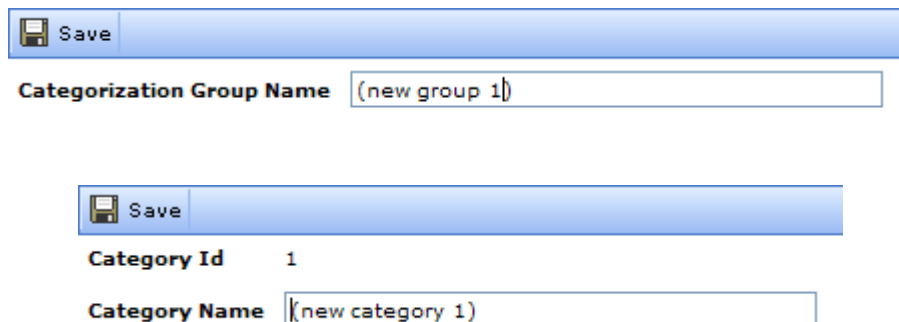 Save
Categorization Group Name (new group 1)
Save
Category Id 1
Category Name (new category 1)